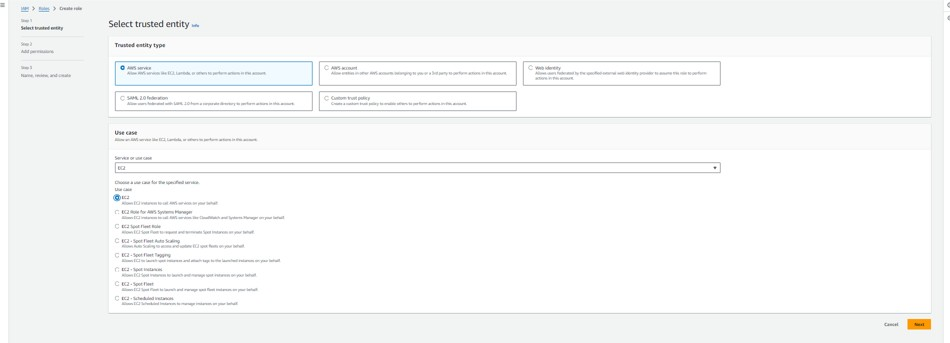 IAM > Roles > Create role
Step 1
Select trusted entity
Step 2
Add permissions
Step 3
Name, review, and create
Select trusted entity Info
Trusted entity type
AWS service
Allow AWS services like EC2, Lambda, or others to perform actions in this account.
AWS account
Allow entities in other AWS accounts belonging to you or a 3rd party to perform actions in this account.
Web identity
Allows users federated by the specified external web identity provider to assume this role to perform
actions in this account.
SAML 2.0 federation
Allow users federated with SAML 2.0 from a corporate directory to perform actions in this account.
Custom trust policy
Create a custom trust policy to enable others to perform actions in this account.
Use case
Allow an AWS service like EC2, Lambda, or others to perform actions in this account.
Service or use case
EC2
Choose a use case for the specified service.
Use case
EC2
Allows EC2 instances to call AWS services on your behalf.
EC2 Role for AWS Systems Manager
Allows EC2 instances to call AWS services like CloudWatch and Systems Manager on your behalf.
EC2 Spot Fleet Role
Allows EC2 Spot Fleet to request and terminate Spot Instances on your behalf.
EC2 - Spot Fleet Auto Scaling
Allows Auto Scaling to access and update EC2 spot fleets on your behalf.
EC2 - Spot Fleet Tagging
Allows EC2 to launch spot instances and attach tags to the launched instances on your behalf.
EC2 - Spot Instances
Allows EC2 Spot Instances to launch and manage spot instances on your behalf.
EC2 - Spot Fleet
Allows EC2 Spot Fleet to launch and manage spot fleet instances on your behalf.
EC2 - Scheduled Instances
Allows EC2 Scheduled Instances to manage instances on your behalf.
Cancel
Next